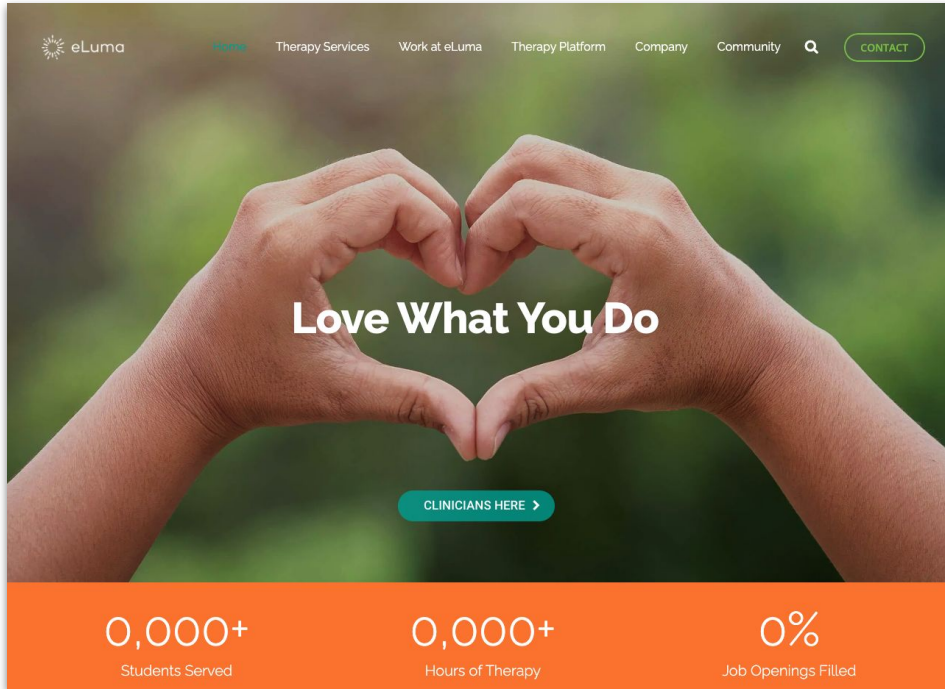 eLuma
Home Therapy Services Work at eLuma Therapy Platform Company Community CONTACT
Love What You Do
CLINICIANS HERE
0,000+ 0,000+ 0%
Students Served Hours of Therapy Job Openings Filled